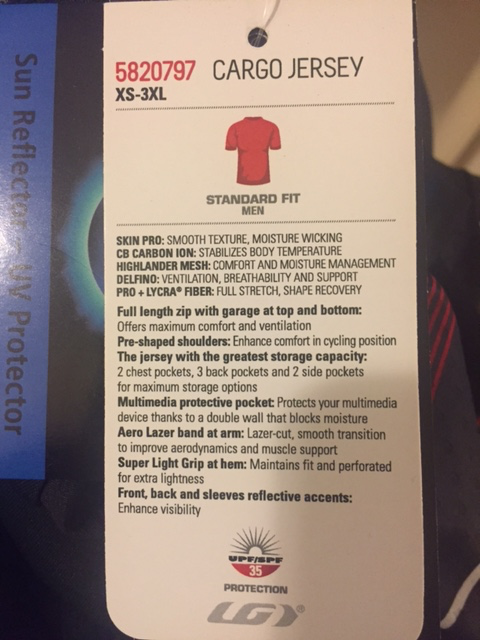 Sun Reflector - UV Protector
5820797 CARGO JERSEY
XS-3XL
STANDARD FIT
MEN
SKIN PRO: SMOOTH TEXTURE, MOISTURE WICKING
CB CARBON ION: STABILIZES BODY TEMPERATURE
HIGHLANDER MESH: COMFORT AND MOISTURE MANAGEMENT
DELFINO: VENTILATION, BREATHABILITY AND SUPPORT
PRO + LYCRA® FIBER: FULL STRETCH, SHAPE RECOVERY
Full length zip with garage at top and bottom:
Offers maximum comfort and ventilation
Pre-shaped shoulders: Enhance comfort in cycling position
The jersey with the greatest storage capacity:
2 chest pockets, 3 back pockets and 2 side pockets
for maximum storage options
Multimedia protective pocket: Protects your multimedia
device thanks to a double wall that blocks moisture
Aero Lazer band at arm: Lazer-cut, smooth transition
to improve aerodynamics and muscle support
Super Light Grip at hem: Maintains fit and perforated
for extra lightness
Front, back and sleeves reflective accents:
Enhance visibility
UPF/SPF
35
PROTECTION
LG